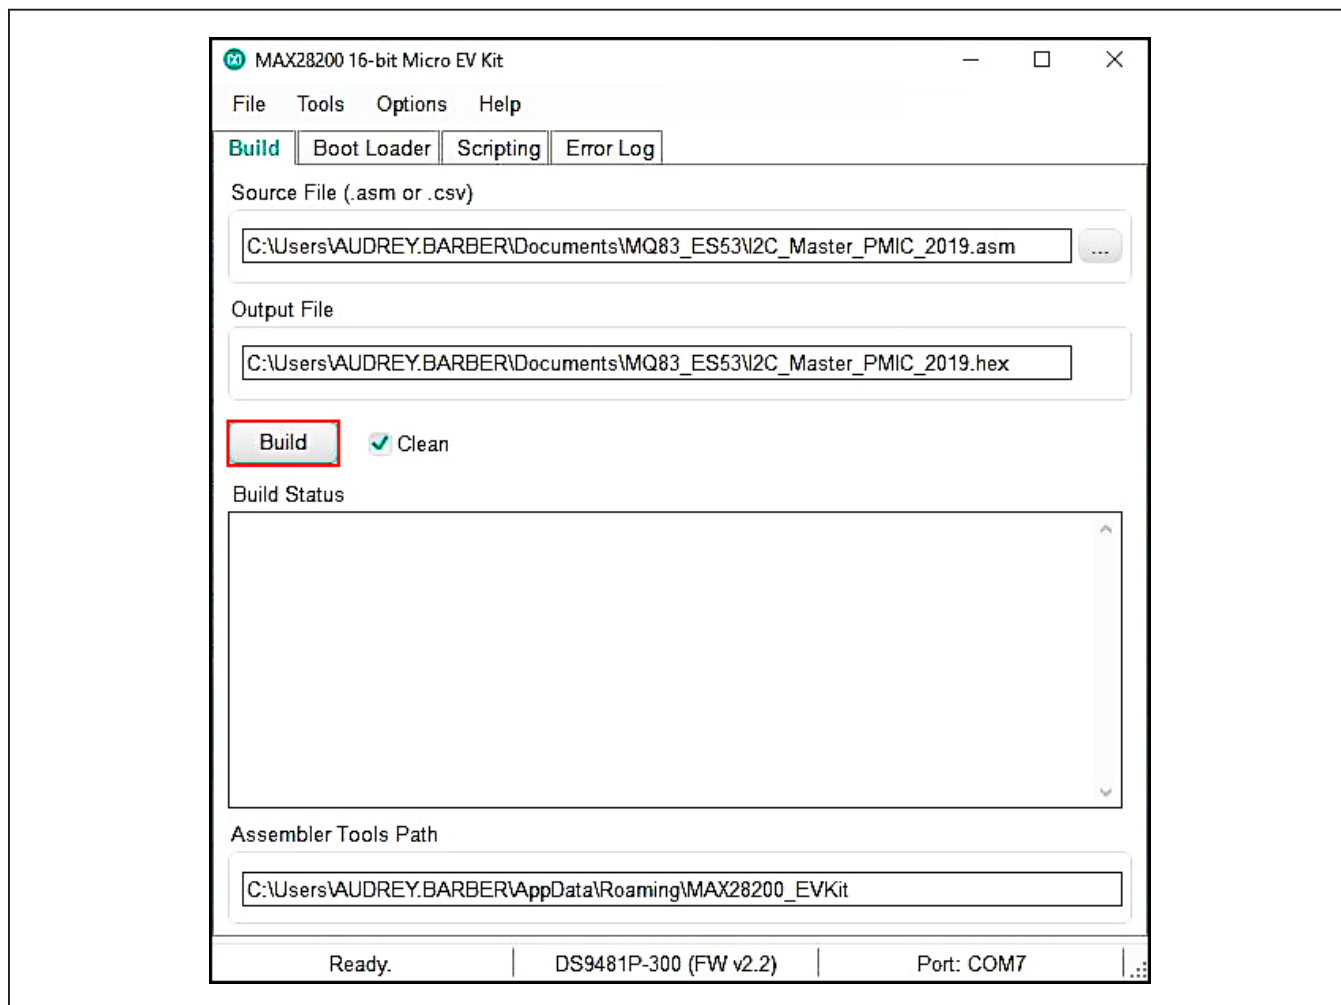 MAX28200 16-bit Micro EV Kit
File Tools Options Help
Build Boot Loader Scripting Error Log
Source File (.asm or .csv)
C:\Users\AUDREY.BARBER\Documents\MQ83_ES53\I2C_Master_PMIC_2019.asm ...
Output File
C:\Users\AUDREY.BARBER\Documents\MQ83_ES53\I2C_Master_PMIC_2019.hex
Build Clean
Build Status
Assembler Tools Path
C:\Users\AUDREY.BARBER\AppData\Roaming\MAX28200_EVKit
Ready. DS9481P-300 (FW v2.2) Port: COM7